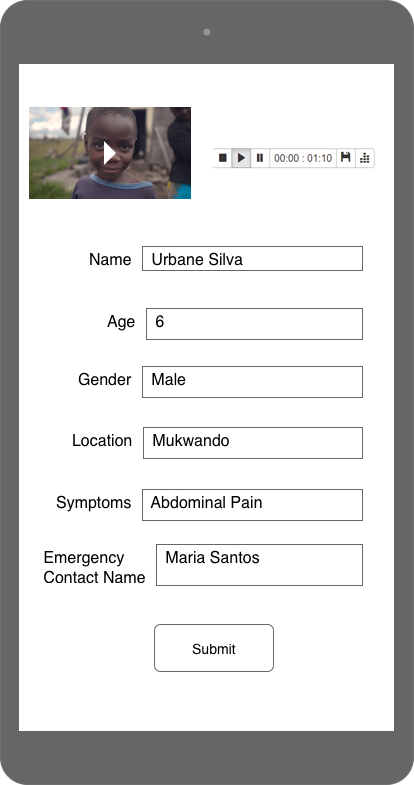 00:00 : 01:10
Name Urbane Silva
Age 6
Gender Male
Location Mukwando
Symptoms Abdominal Pain
Emergency Maria Santos
Contact Name
Submit